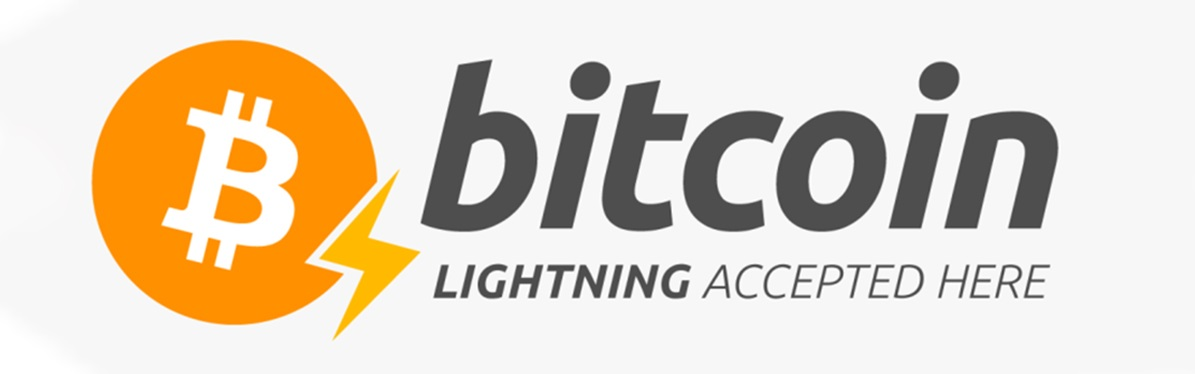 bitcoin
LIGHTNING ACCEPTED HERE